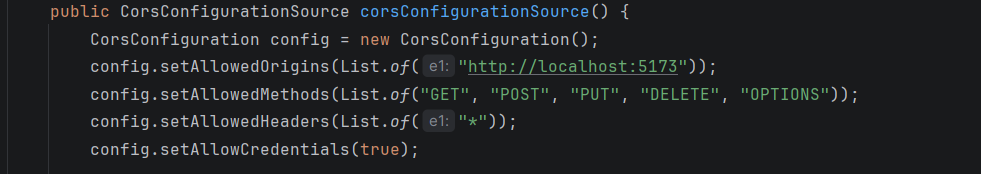 public CorsConfigurationSource corsConfigurationSource() {
CorsConfiguration config = new CorsConfiguration();
config.setAllowedOrigins(List.of( e1: "http://localhost:5173"));
config.setAllowedMethods(List.of("GET", "POST", "PUT", "DELETE", "OPTIONS"));
config.setAllowedHeaders(List.of( e1: "*"));
config.setAllowCredentials(true);